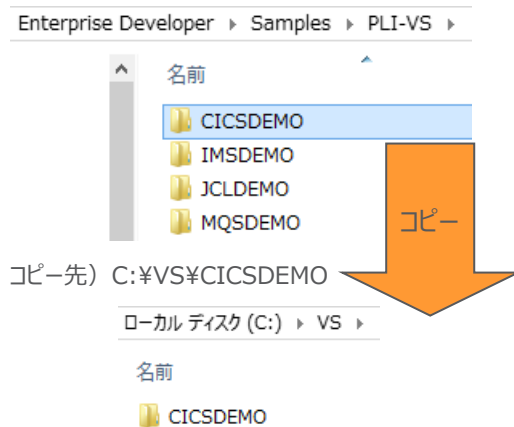 Enterprise Developer ▸ Samples ▸ PLI-VS ▸
名前
CICSDEMO
IMSDEMO
JCLDEMO
MQSDEMO
コピー
コピー先）C:¥VS¥CICSDEMO
ローカル ディスク (C:) ▸ VS ▸
名前
CICSDEMO